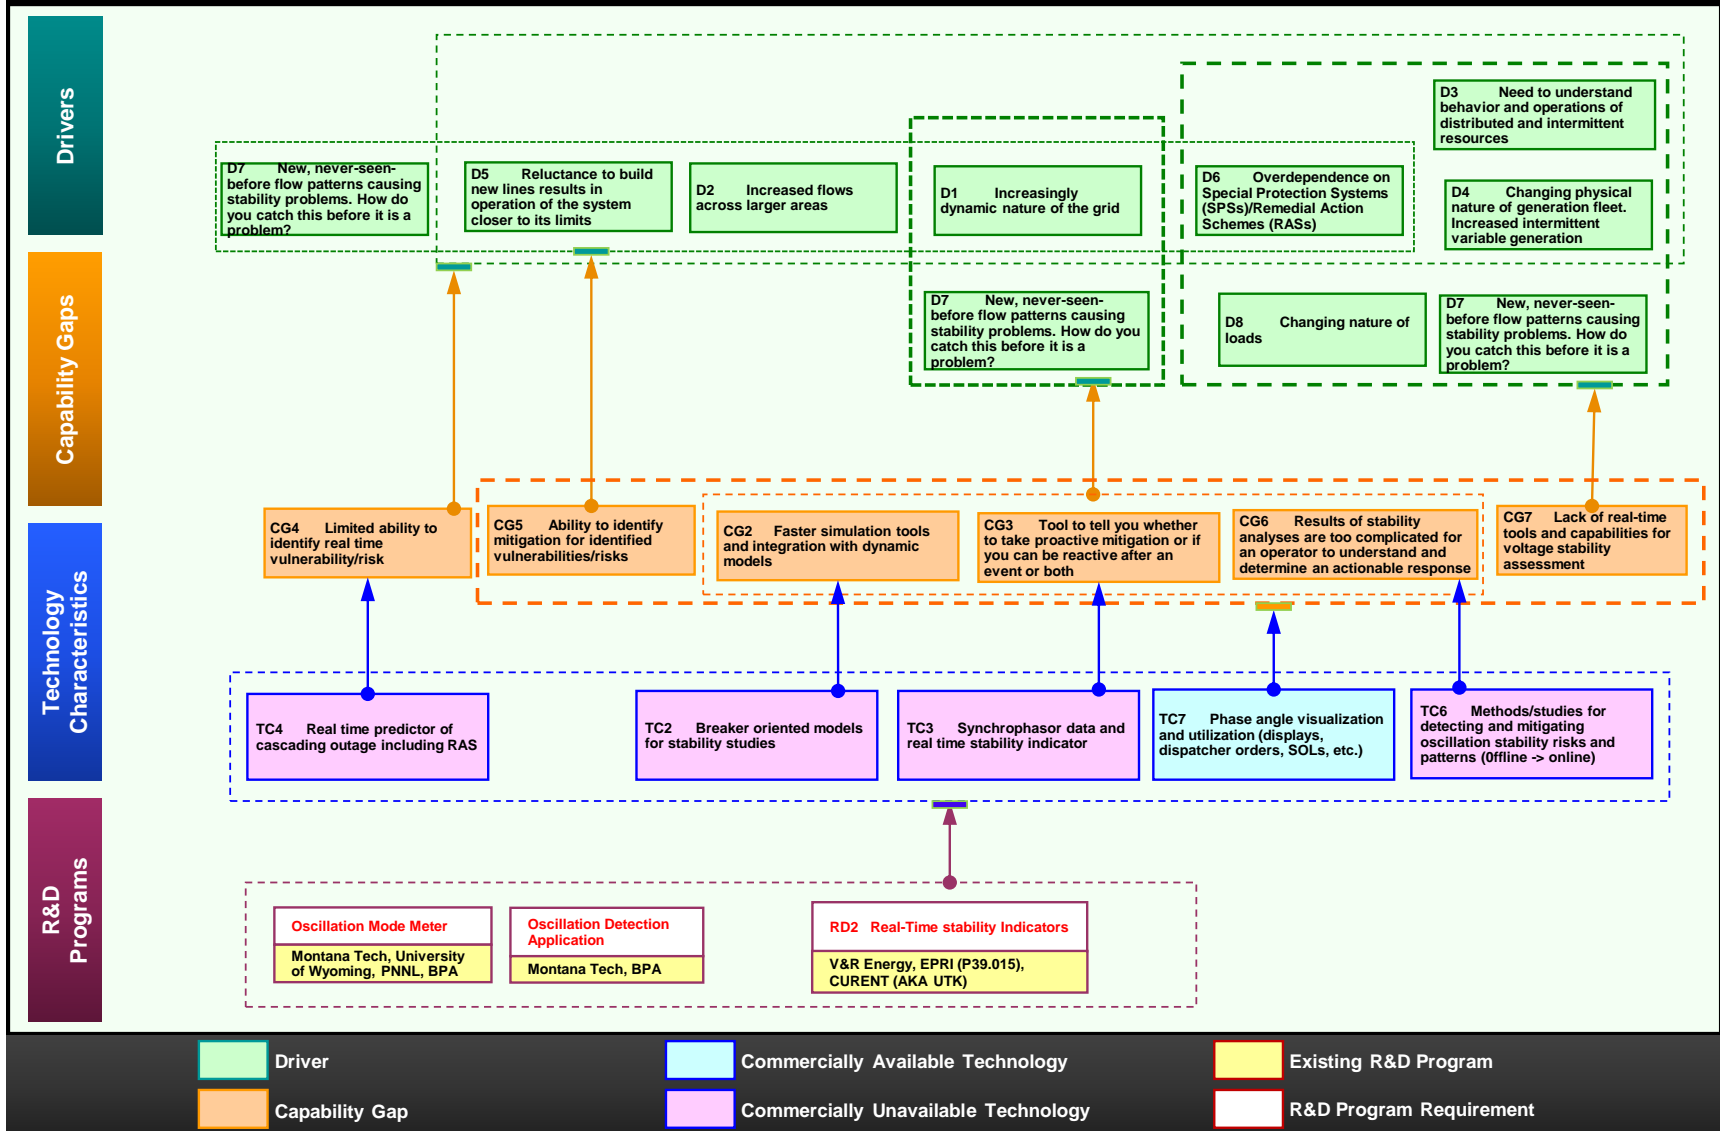 Drivers
D3 Need to understand
behavior and operations of
distributed and intermittent
resources
D7 New, never-seen-
before flow patterns causing
stability problems. How do
you catch this before it is a
problem?
D5 Reluctance to build
new lines results in
operation of the system
closer to its limits
D2 Increased flows
across larger areas
D1 Increasingly
dynamic nature of the grid
D6 Overdependence on
Special Protection Systems
(SPSs)/Remedial Action
Schemes (RASs)
D4 Changing physical
nature of generation fleet.
Increased intermittent
variable generation
Capability Gaps
D7 New, never-seen-
before flow patterns causing
stability problems. How do you
catch this before it is a
problem?
D8 Changing nature of
loads
D7 New, never-seen-
before flow patterns causing
stability problems. How do
you catch this before it is a
problem?
CG4 Limited ability to
identify real time
vulnerability/risk
CG5 Ability to identify
mitigation for identified
vulnerabilities/risks
CG2 Faster simulation tools
and integration with dynamic
models
CG3 Tool to tell you whether
to take proactive mitigation or if
you can be reactive after an
event or both
CG6 Results of stability
analyses are too complicated for
an operator to understand and
determine an actionable response
CG7 Lack of real-time
tools and capabilities for
voltage stability
assessment
Technology
Characteristics
TC4 Real time predictor of
cascading outage including RAS
TC2 Breaker oriented models
for stability studies
TC3 Synchrophasor data and
real time stability indicator
TC7 Phase angle visualization
and utilization (displays,
dispatcher orders, SOLs, etc.)
TC6 Methods/studies for
detecting and mitigating
oscillation stability risks and
patterns (0ffline -> online)
R&D
Programs
Oscillation Mode Meter
Montana Tech, University
of Wyoming, PNNL, BPA
Oscillation Detection
Application
Montana Tech, BPA
RD2 Real-Time stability Indicators
V&R Energy, EPRI (P39.015),
CURENT (AKA UTK)
Driver
Commercially Available Technology
Existing R&D Program
Capability Gap
Commercially Unavailable Technology
R&D Program Requirement